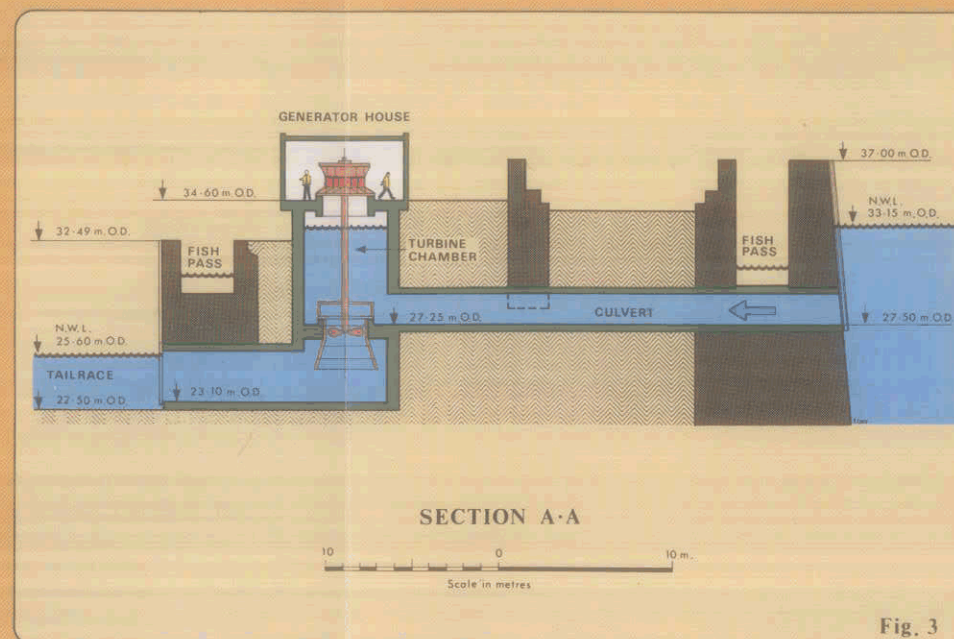 GENERATOR HOUSE
37·00 m.O.D.
34·60 m.O.D.
N.W.L.
33·15 m.O.D.
32·49 m.O.D.
FISH
PASS
TURBINE
CHAMBER
FISH
PASS
27·25 m.O.D.
CULVERT
27·50 m.O.D.
N.W.L.
25·60 m.O.D.
TAILRACE
23·10 m.O.D.
22·50 m.O.D.
SECTION A·A
10 0 10 m.
Scale in metres
Fig. 3